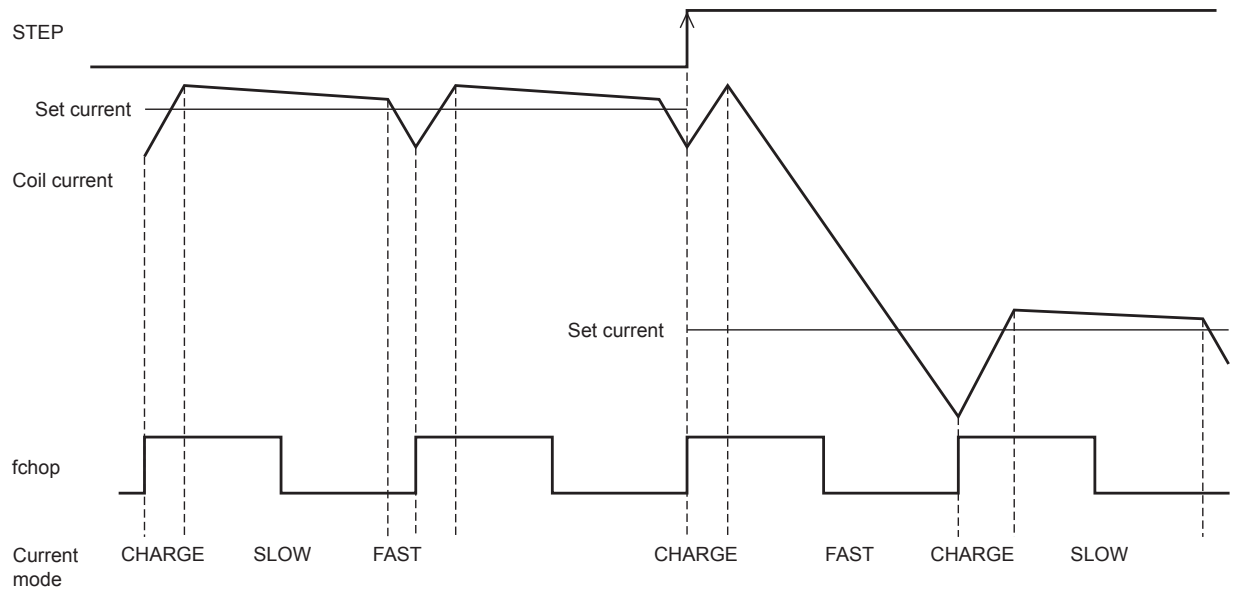 STEP
Set current
Coil current
Set current
fchop
Current mode
CHARGE SLOW FAST CHARGE FAST CHARGE SLOW